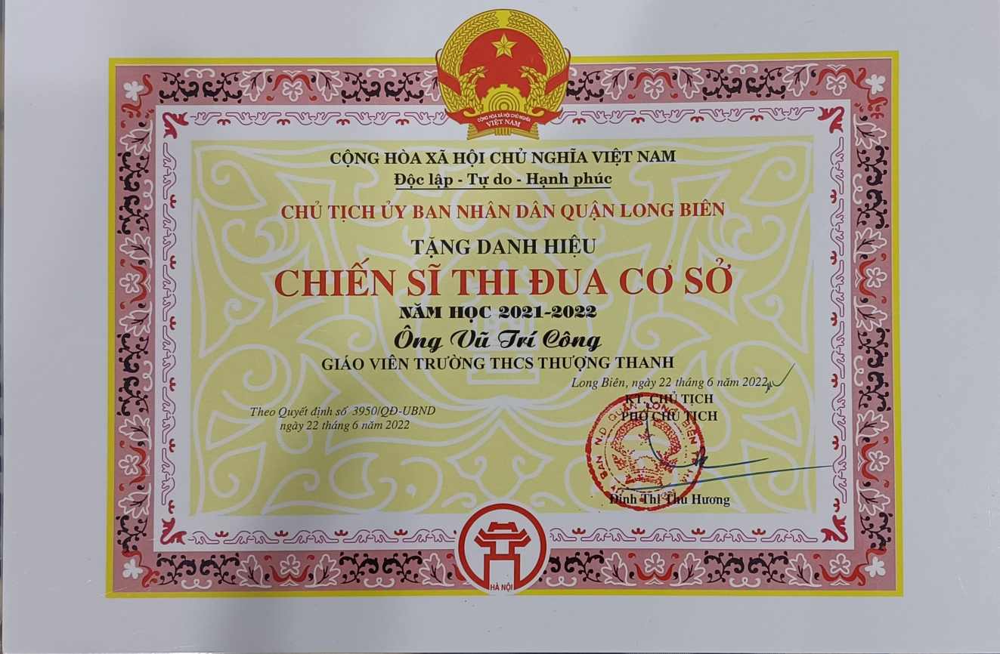 CỘNG HÒA XÃ HỘI CHỦ NGHĨA
VIỆT NAM
CỘNG HÒA XÃ HỘI CHỦ NGHĨA VIỆT NAM
Độc lập - Tự do - Hạnh phúc
CHỦ TỊCH ỦY BAN NHÂN DÂN QUẬN LONG BIÊN
TẶNG DANH HIỆU
CHIẾN SĨ THI ĐUA CƠ SỞ
NĂM HỌC 2021-2022
Ông Vũ Trí Công
GIÁO VIÊN TRƯỜNG THCS THƯỢNG THANH
Long Biên, ngày 22 tháng 6 năm 2022
KT. CHỦ TỊCH
PHÓ CHỦ TỊCH
Theo Quyết định số 3950/QĐ-UBND
ngày 22 tháng 6 năm 2022
BAN N.D QUẬN LONG BIÊN
Đinh Thị Thu Hương
HÀ NỘI